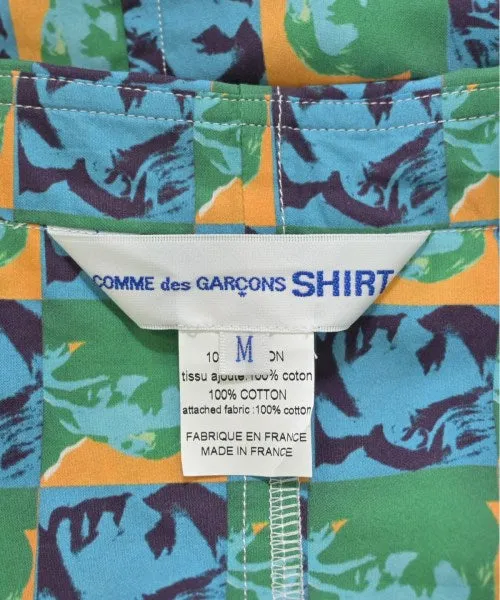 COMME des GARÇONS SHIRT
M
tissu ajoute:100% coton
100% COTTON
attached fabric :100% cotton
FABRIQUE EN FRANCE
MADE IN FRANCE